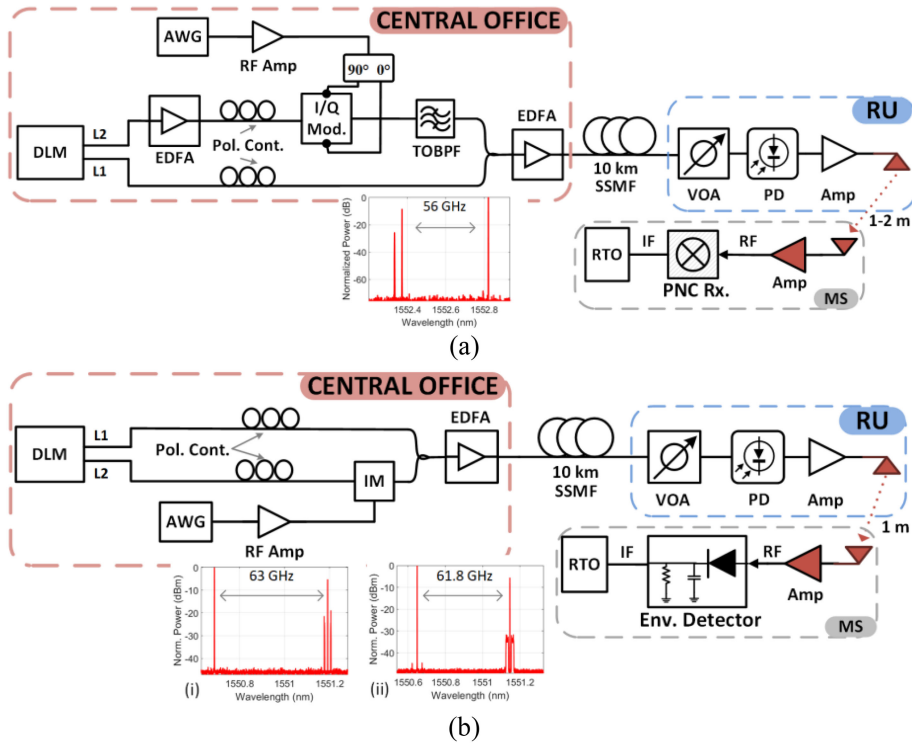 CENTRAL OFFICE
AWG
RF Amp
90° 0°
L2
EDFA
Pol. Cont.
I/Q
Mod.
TOBPF
DLM
L1
EDFA
10 km
SSMF
RU
VOA
PD
Amp
1-2 m
RTO
IF
PNC Rx.
RF
Amp
MS
Normalized Power (dB)
0
-20
-40
-60
56 GHz
1552.4 1552.6 1552.8
Wavelength (nm)
(a)
CENTRAL OFFICE
DLM
L1
L2
Pol. Cont.
IM
AWG
RF Amp
EDFA
10 km
SSMF
RU
VOA
PD
Amp
1 m
RTO
IF
Env. Detector
RF
Amp
MS
Norm. Power (dBm)
0
-10
-20
-30
-40
63 GHz
1550.8 1551 1551.2
Wavelength (nm)
(i)
Norm. Power (dBm)
0
-10
-20
-30
-40
61.8 GHz
1550.6 1550.8 1551 1551.2
Wavelength (nm)
(ii)
(b)